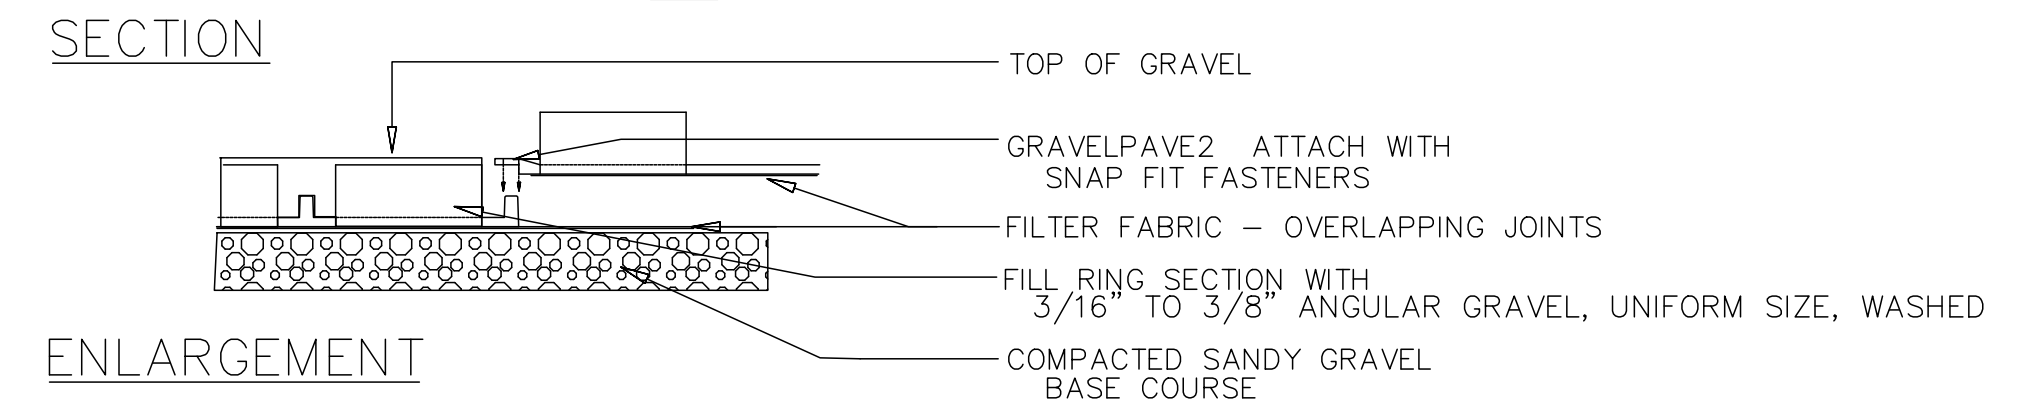 SECTION
TOP OF GRAVEL
GRAVELPAVE2 ATTACH WITH
SNAP FIT FASTENERS
FILTER FABRIC – OVERLAPPING JOINTS
FILL RING SECTION WITH
3/16" TO 3/8" ANGULAR GRAVEL, UNIFORM SIZE, WASHED
ENLARGEMENT
COMPACTED SANDY GRAVEL
BASE COURSE